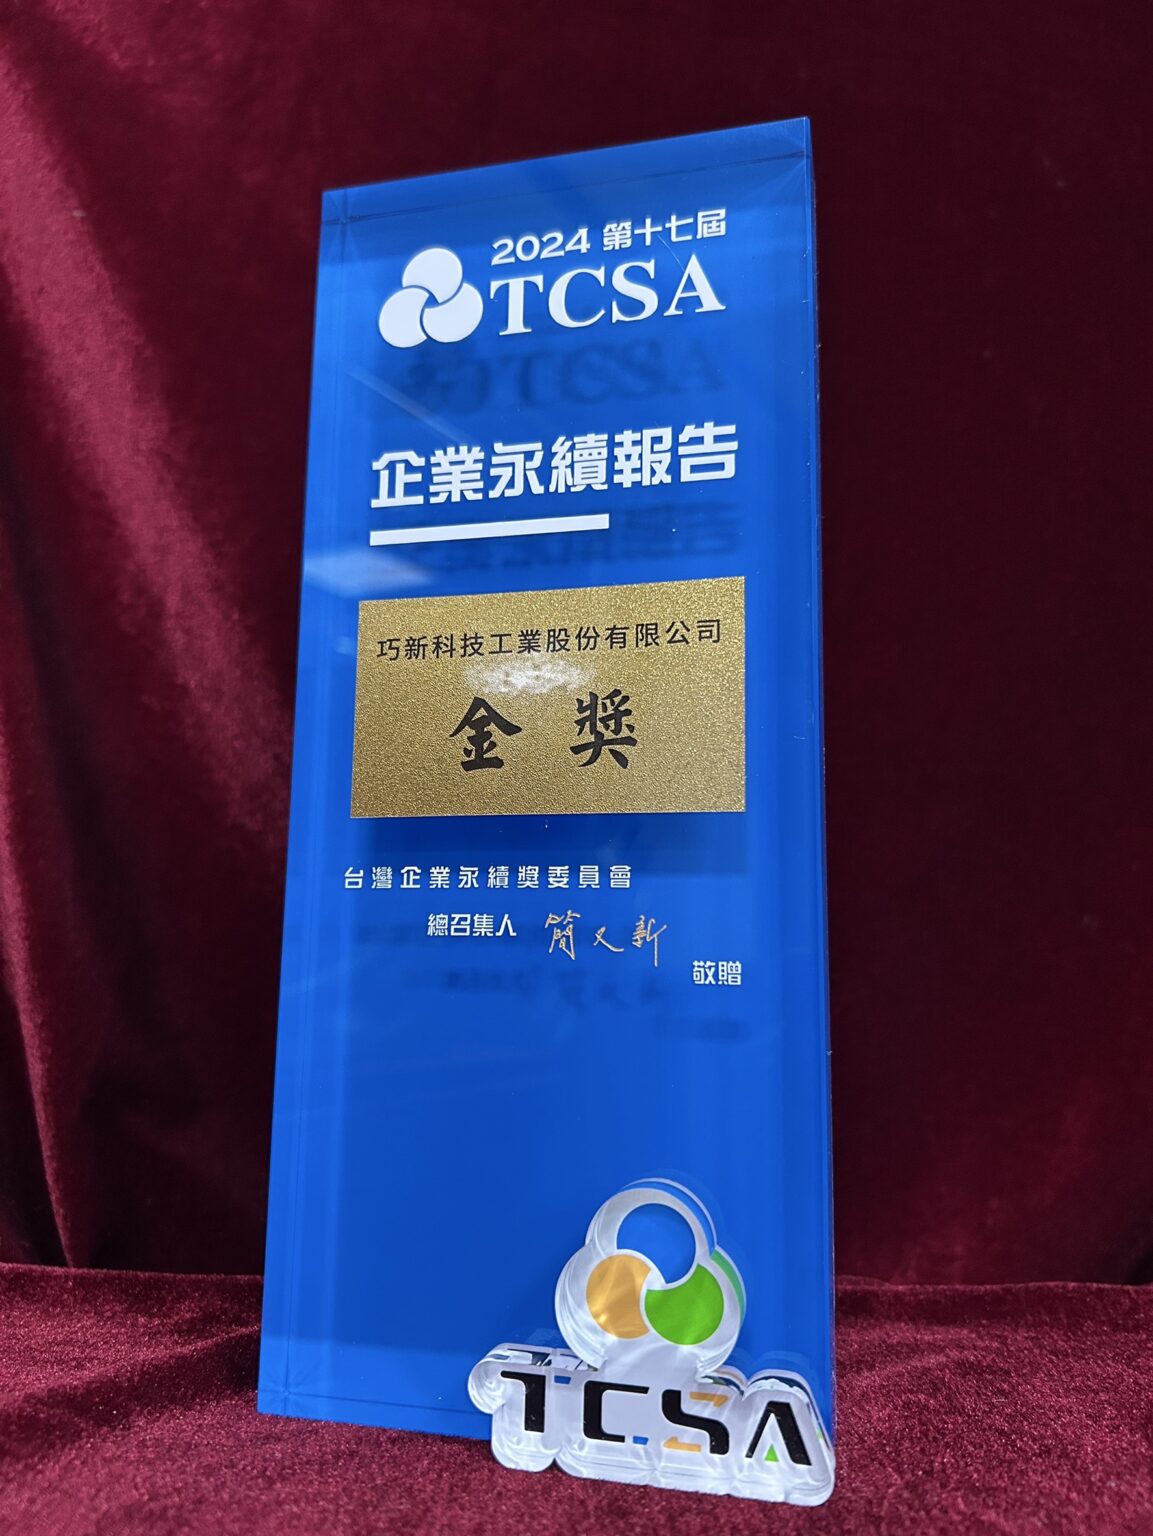 2024 第十七屆
TCSA
企業永續報告
巧新科技工業股份有限公司
金獎
台灣企業永續獎委員會
總召集人 簡又新
敬贈
TCSA